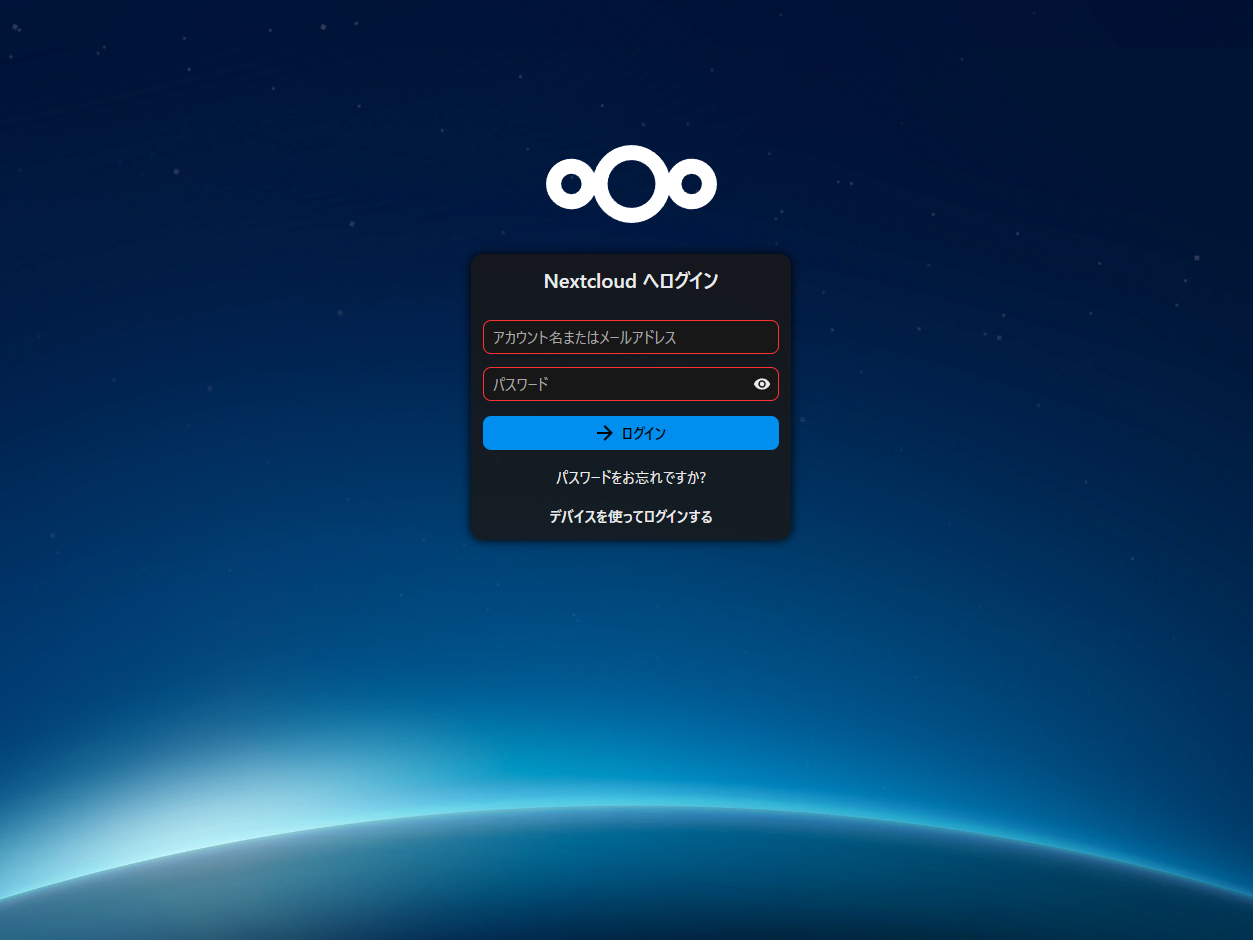 Nextcloud へログイン
アカウント名またはメールアドレス
パスワード
ログイン
パスワードをお忘れですか?
デバイスを使ってログインする